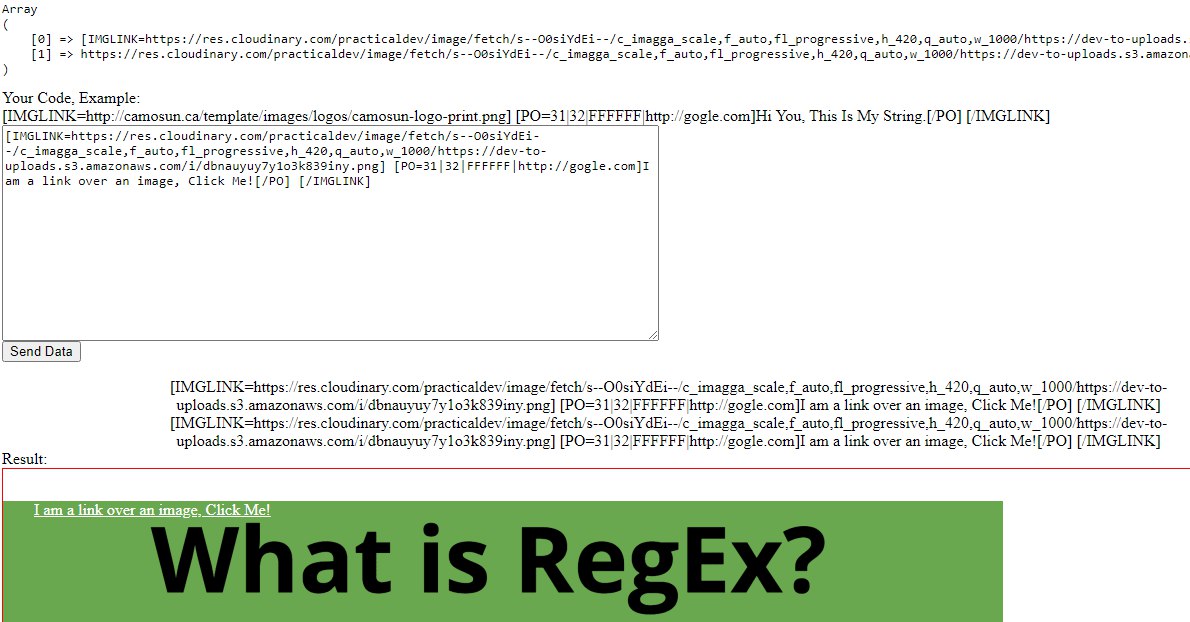 Array
(
[0] => [IMGLINK=https://res.cloudinary.com/practicaldev/image/fetch/s--O0siYdEi--/c_imagga_scale,f_auto,fl_progressive,h_420,q_auto,w_1000/https://dev-to-uploads.
[1] => https://res.cloudinary.com/practicaldev/image/fetch/s--O0siYdEi--/c_imagga_scale,f_auto,fl_progressive,h_420,q_auto,w_1000/https://dev-to-uploads.s3.amazon
)
Your Code, Example:
[IMGLINK=http://camosun.ca/template/images/logos/camosun-logo-print.png] [PO=31|32|FFFFFF|http://gogle.com]Hi You, This Is My String.[/PO] [/IMGLINK]
[IMGLINK=https://res.cloudinary.com/practicaldev/image/fetch/s--O0siYdEi-
-/c_imagga_scale,f_auto,fl_progressive,h_420,q_auto,w_1000/https://dev-to-
uploads.s3.amazonaws.com/i/dbnauyuy7y1o3k839iny.png] [PO=31|32|FFFFFF|http://gogle.com]I
am a link over an image, Click Me![/PO] [/IMGLINK]
Send Data
[IMGLINK=https://res.cloudinary.com/practicaldev/image/fetch/s--O0siYdEi--/c_imagga_scale,f_auto,fl_progressive,h_420,q_auto,w_1000/https://dev-to-
uploads.s3.amazonaws.com/i/dbnauyuy7y1o3k839iny.png] [PO=31|32|FFFFFF|http://gogle.com]I am a link over an image, Click Me![/PO] [/IMGLINK]
[IMGLINK=https://res.cloudinary.com/practicaldev/image/fetch/s--O0siYdEi--/c_imagga_scale,f_auto,fl_progressive,h_420,q_auto,w_1000/https://dev-to-
uploads.s3.amazonaws.com/i/dbnauyuy7y1o3k839iny.png] [PO=31|32|FFFFFF|http://gogle.com]I am a link over an image, Click Me![/PO] [/IMGLINK]
Result:
I am a link over an image, Click Me!
What is RegEx?